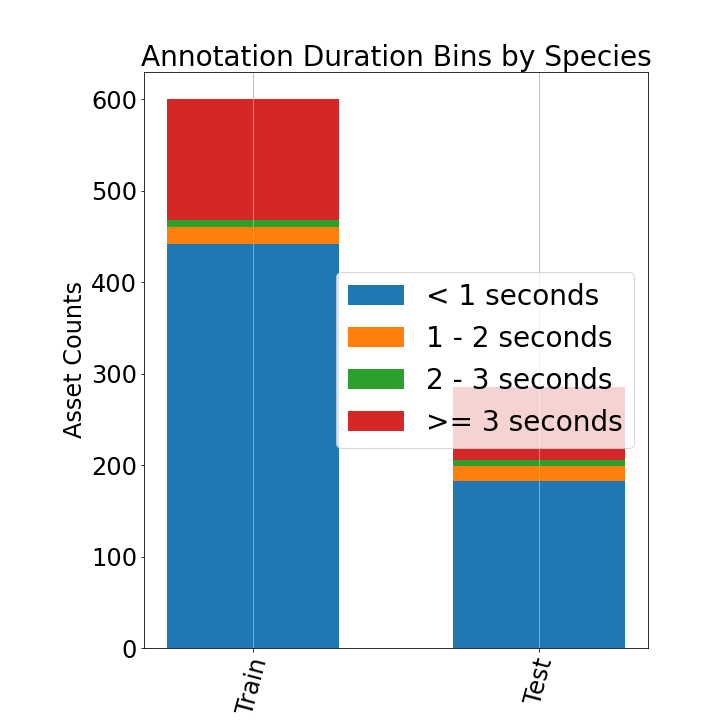 Annotation Duration Bins by Species
600
500
400
300
200
100
0
Asset Counts
< 1 seconds
1 - 2 seconds
2 - 3 seconds
>= 3 seconds
Train
Test